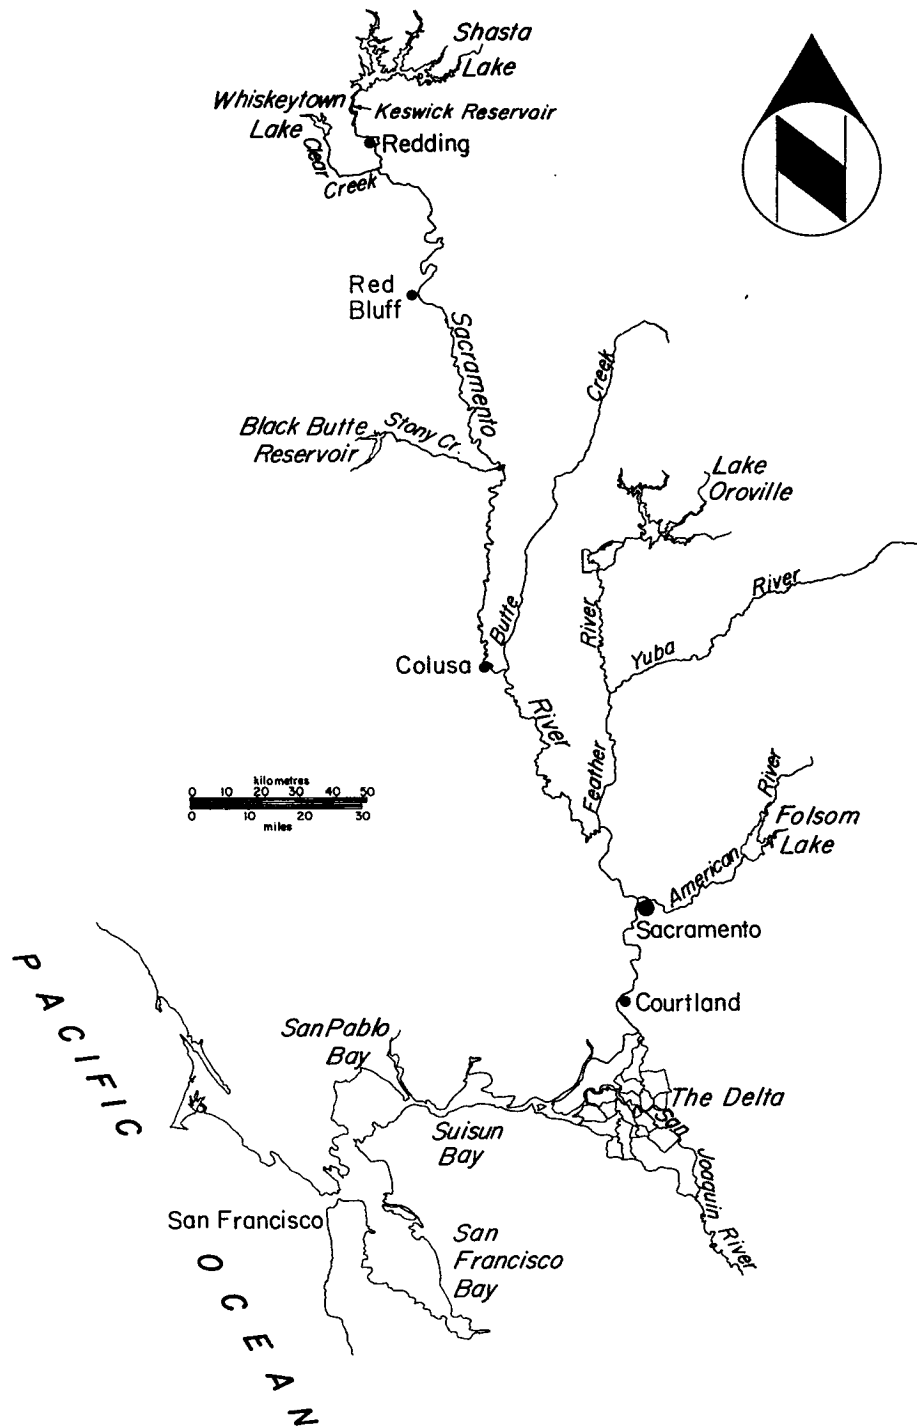 Shasta
Lake
Whiskeytown
Lake
Keswick Reservoir
Redding
Clear
Creek
N
Red
Bluff
Sacramento
Creek
Black Butte
Reservoir
Stony Cr.
Lake
Oroville
River
Butte
River
Yuba
Colusa
River
kilometres
0 10 20 30 40 50
0 10 20 30
miles
Feather
River
Folsom
Lake
American
Sacramento
PACIFIC
OCEAN
Courtland
San Pablo
Bay
The Delta
San
Joaquin
River
Suisun
Bay
San Francisco
San
Francisco
Bay